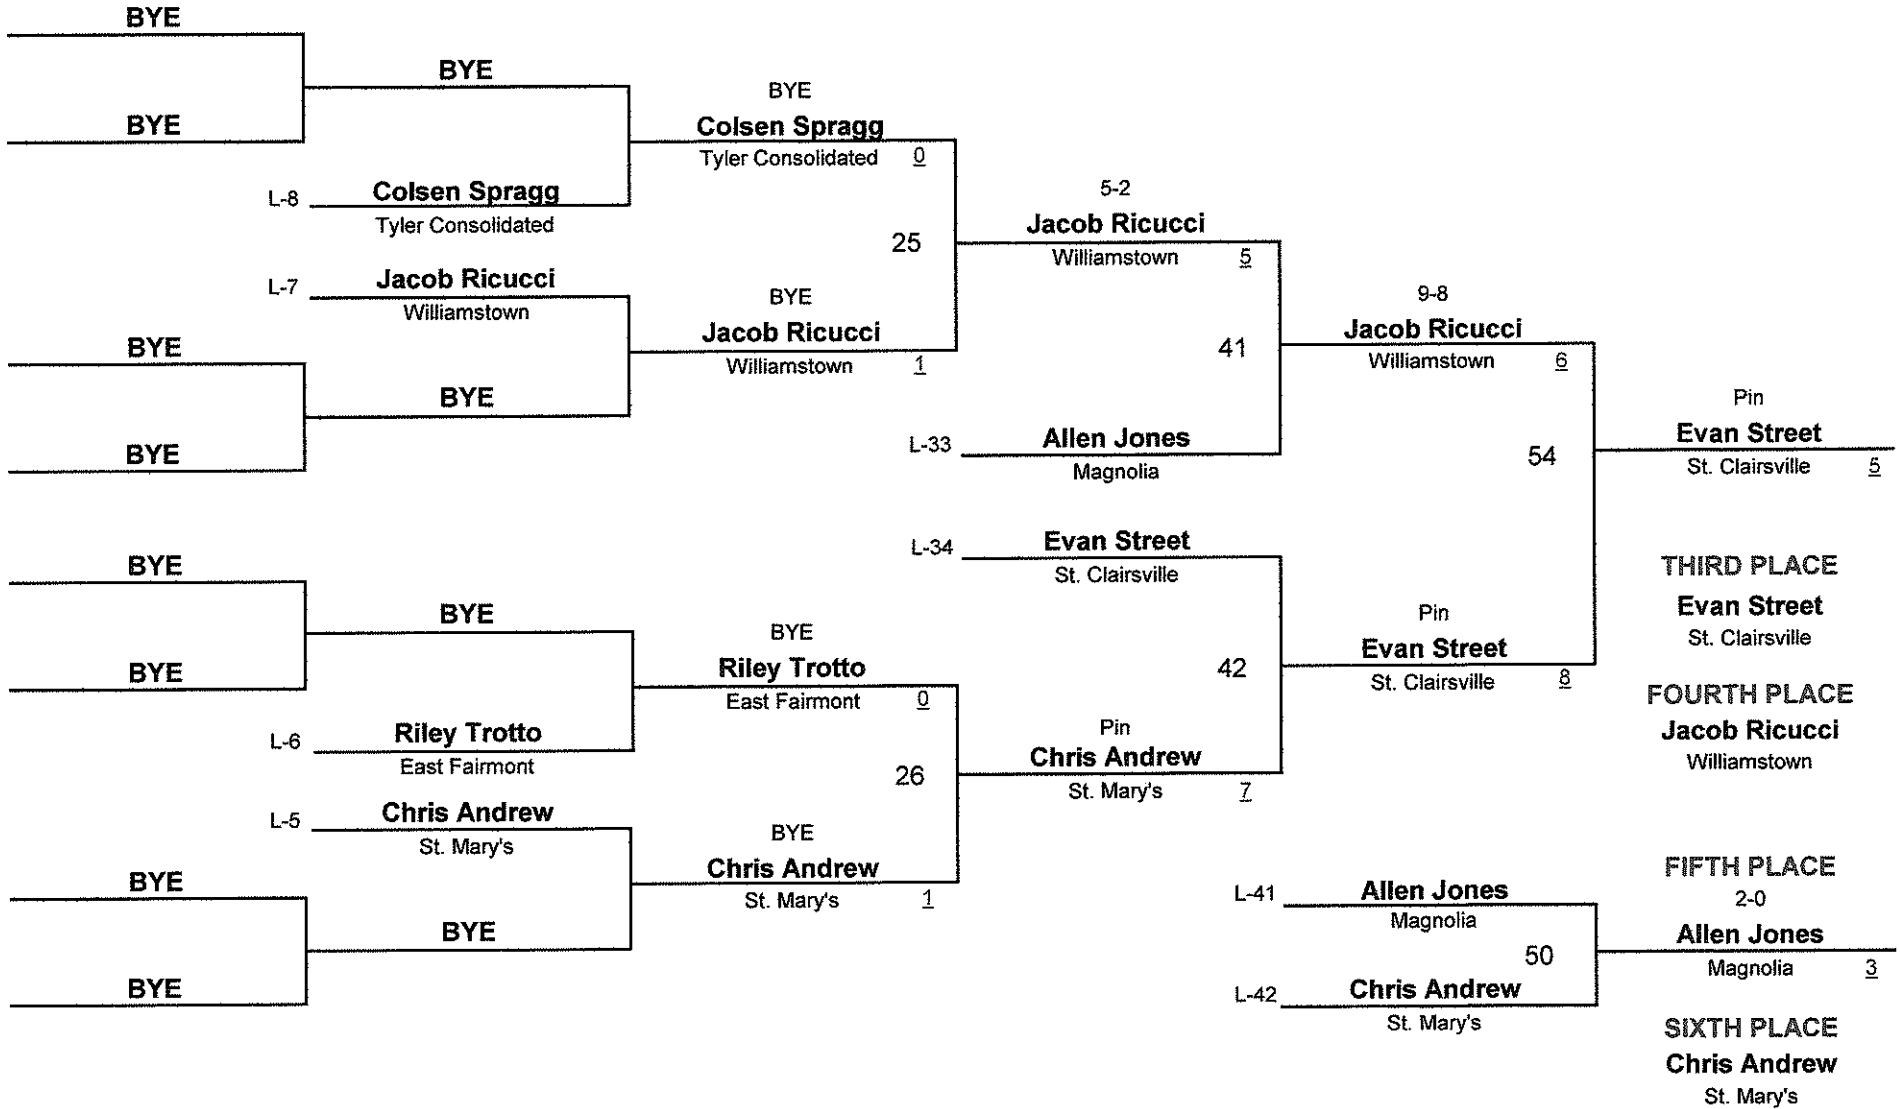 BYE
BYE
BYE
BYE
Colsen Spragg
Tyler Consolidated 0
L-8 Colsen Spragg
Tyler Consolidated
5-2
Jacob Ricucci
Williamstown 5
25
L-7 Jacob Ricucci
Williamstown
BYE
Jacob Ricucci
Williamstown 1
9-8
Jacob Ricucci
Williamstown 6
41
BYE
BYE
BYE
L-33 Allen Jones
Magnolia
54
Pin
Evan Street
St. Clairsville 5
L-34 Evan Street
St. Clairsville
BYE
BYE
BYE
BYE
Riley Trotto
East Fairmont 0
42
Pin
Evan Street
St. Clairsville 8
THIRD PLACE
Evan Street
St. Clairsville
FOURTH PLACE
Jacob Ricucci
Williamstown
L-6 Riley Trotto
East Fairmont
26
Pin
Chris Andrew
St. Mary's 7
L-5 Chris Andrew
St. Mary's
BYE
Chris Andrew
St. Mary's 1
BYE
BYE
BYE
L-41 Allen Jones
Magnolia
50
L-42 Chris Andrew
St. Mary's
FIFTH PLACE
2-0
Allen Jones
Magnolia 3
SIXTH PLACE
Chris Andrew
St. Mary's